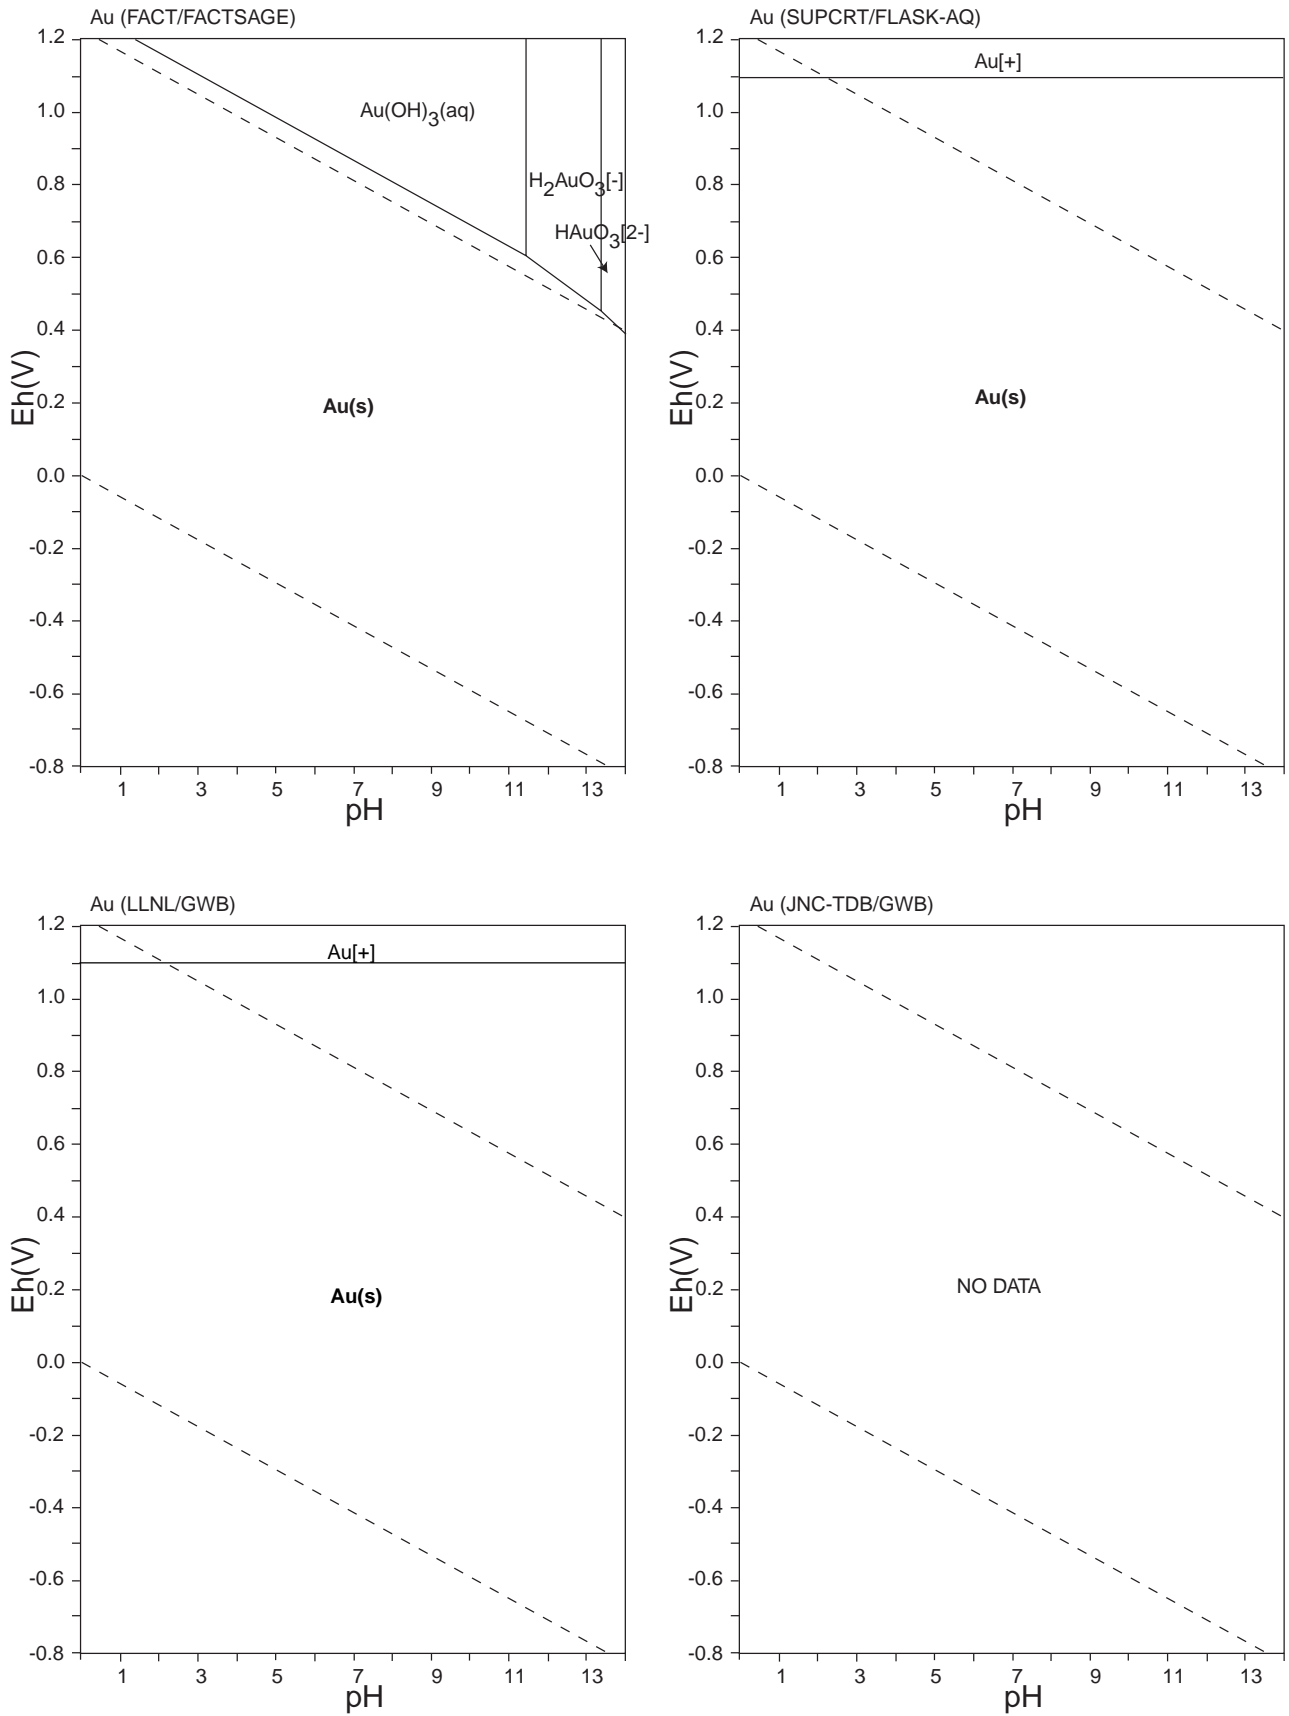 Au (FACT/FACTSAGE)
1.2
1.0
0.8
0.6
0.4
0.2
0.0
-0.2
-0.4
-0.6
-0.8
Eh(V)
Au(OH)3(aq)
H2AuO3[-]
HAuO3[2-]
Au(s)
1 3 5 7 9 11 13
pH
Au (SUPCRT/FLASK-AQ)
1.2
1.0
0.8
0.6
0.4
0.2
0.0
-0.2
-0.4
-0.6
-0.8
Eh(V)
Au[+]
Au(s)
1 3 5 7 9 11 13
pH
Au (LLNL/GWB)
1.2
1.0
0.8
0.6
0.4
0.2
0.0
-0.2
-0.4
-0.6
-0.8
Eh(V)
Au[+]
Au(s)
1 3 5 7 9 11 13
pH
Au (JNC-TDB/GWB)
1.2
1.0
0.8
0.6
0.4
0.2
0.0
-0.2
-0.4
-0.6
-0.8
Eh(V)
NO DATA
1 3 5 7 9 11 13
pH